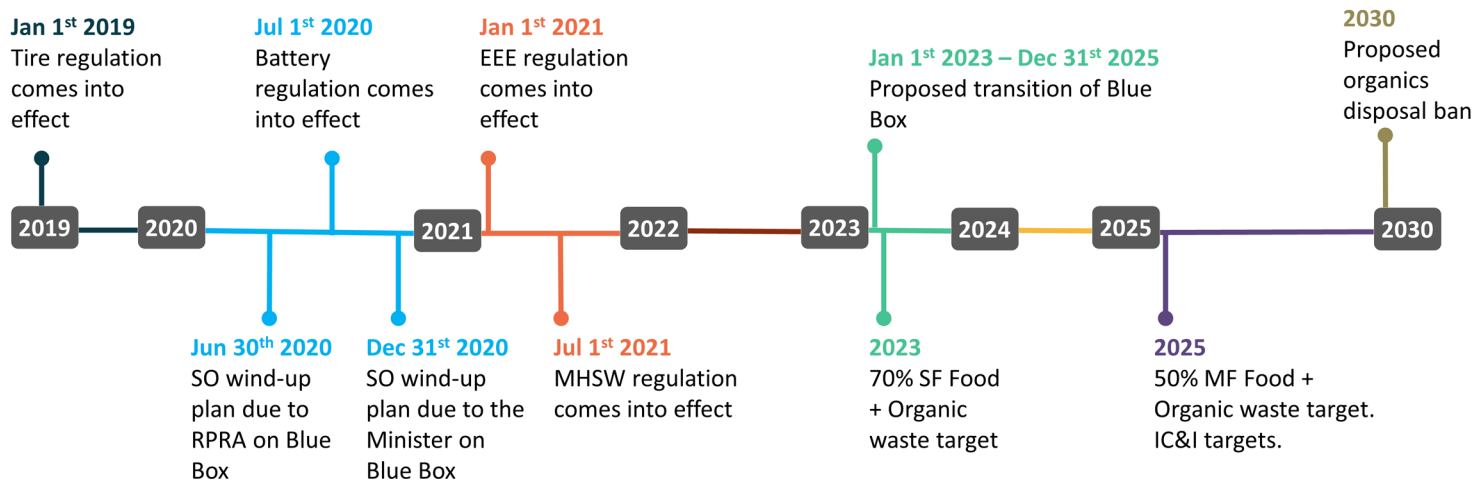 Jan 1st 2019
Tire regulation
comes into
effect
Jul 1st 2020
Battery
regulation comes
into effect
Jan 1st 2021
EEE regulation
comes into
effect
Jan 1st 2023 – Dec 31st 2025
Proposed transition of Blue
Box
2030
Proposed
organics
disposal ban
2019
2020
2021
2022
2023
2024
2025
2030
Jun 30th 2020
SO wind-up
plan due to
RPRA on Blue
Box
Dec 31st 2020
SO wind-up
plan due to the
Minister on
Blue Box
Jul 1st 2021
MHSW regulation
comes into effect
2023
70% SF Food
+ Organic
waste target
2025
50% MF Food +
Organic waste target.
IC&I targets.